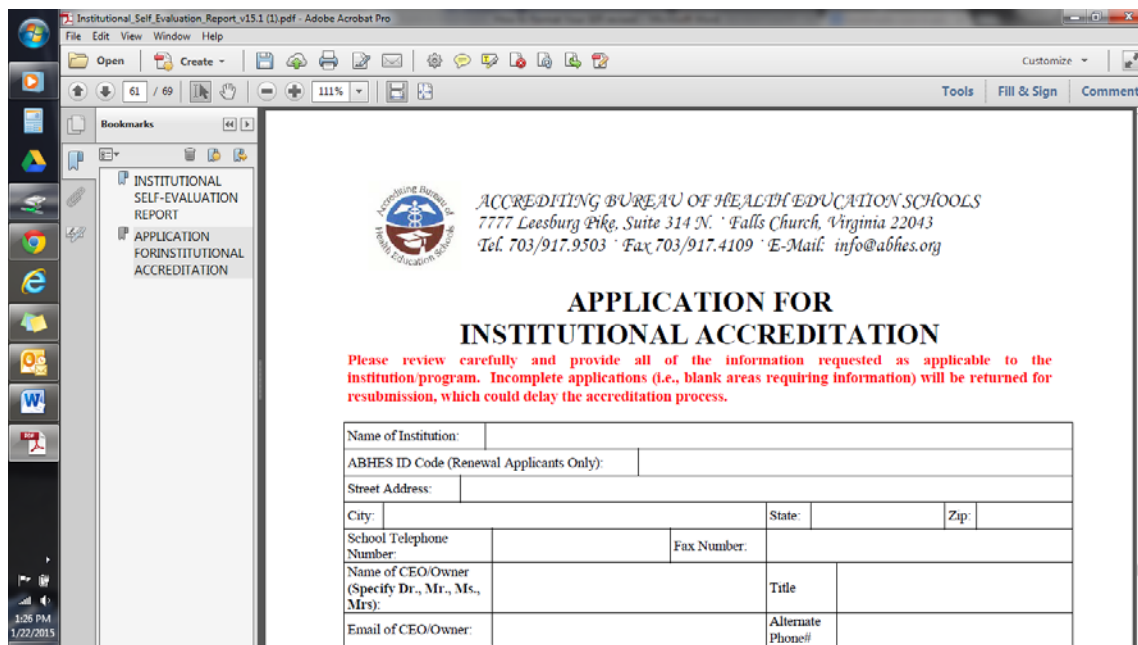 Institutional_Self_Evaluation_Report_v15.1 (1).pdf - Adobe Acrobat Pro
File Edit View Window Help
Open Create Customize
61 / 69 111% Tools Fill & Sign Comment
Bookmarks
INSTITUTIONAL
SELF-EVALUATION
REPORT
APPLICATION
FORINSTITUTIONAL
ACCREDITATION
Accrediting Bureau of
Health Education Schools
ACCREDITING BUREAU OF HEALTH EDUCATION SCHOOLS
7777 Leesburg Pike, Suite 314 N. · Falls Church, Virginia 22043
Tel. 703/917.9503 · Fax 703/917.4109 · E-Mail: info@abhes.org
APPLICATION FOR
INSTITUTIONAL ACCREDITATION
Please review carefully and provide all of the information requested as applicable to the
institution/program. Incomplete applications (i.e., blank areas requiring information) will be returned for
resubmission, which could delay the accreditation process.
Name of Institution:
ABHES ID Code (Renewal Applicants Only):
Street Address:
City: State: Zip:
School Telephone
Number: Fax Number:
Name of CEO/Owner
(Specify Dr., Mr., Ms.,
Mrs): Title
Email of CEO/Owner: Alternate
Phone#
1:26 PM
1/22/2015